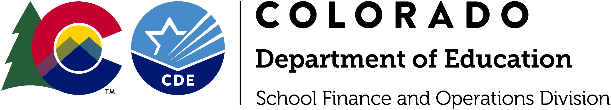 COLORADO
Department of Education
School Finance and Operations Division
CDE
TM